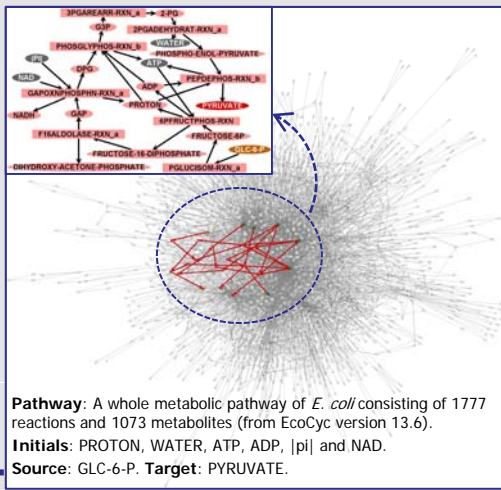 3PGAREARR-RXN_a 2-PG
G3P 2PGADEHYDRAT-RXN_a
PHOSGLYPHOS-RXN_b WATER
|PI| ATP PHOSPHO-ENOL-PYRUVATE
NAD DPG PEPDEPHOS-RXN_b
ADP
GAPOXNPHOSPHN-RXN_a PROTON PYRUVATE
NADH GAP 6PFRUCTPHOS-RXN
F16ALDOLASE-RXN_a FRUCTOSE-6P
FRUCTOSE-16-DIPHOSPHATE GLC-6-P
DIHYDROXY-ACETONE-PHOSPHATE PGLUCISOM-RXN_a
Pathway: A whole metabolic pathway of E. coli consisting of 1777
reactions and 1073 metabolites (from EcoCyc version 13.6).
Initials: PROTON, WATER, ATP, ADP, |pi| and NAD.
Source: GLC-6-P. Target: PYRUVATE.